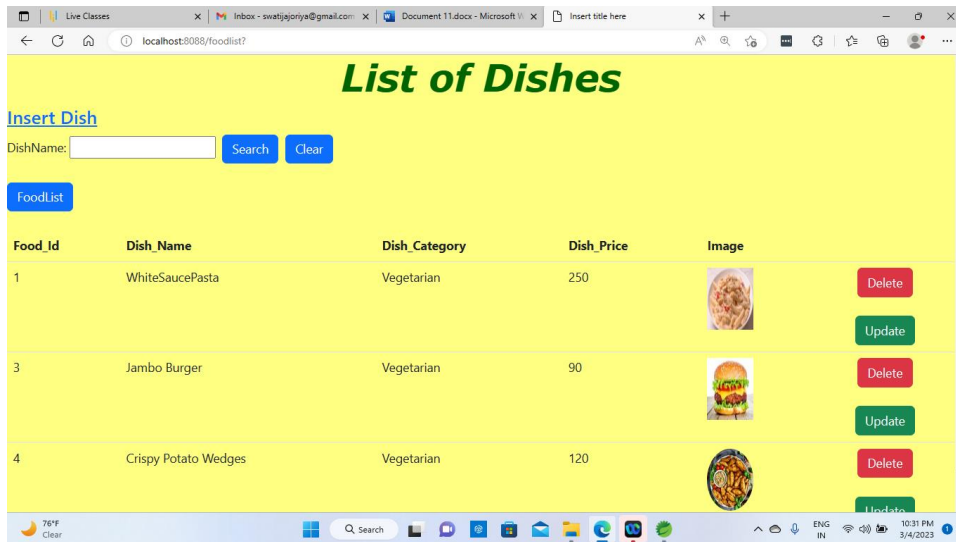 Live Classes
Inbox - swatijajoriya@gmail.com
Document 11.docx - Microsoft W
Insert title here
localhost:8088/foodlist?
List of Dishes
Insert Dish
DishName: Search Clear
FoodList
Food_Id Dish_Name Dish_Category Dish_Price Image
1 WhiteSaucePasta Vegetarian 250 Delete
Update
3 Jambo Burger Vegetarian 90 Delete
Update
4 Crispy Potato Wedges Vegetarian 120 Delete
Update
76°F
Clear
Search
ENG
IN
10:31 PM
3/4/2023
1